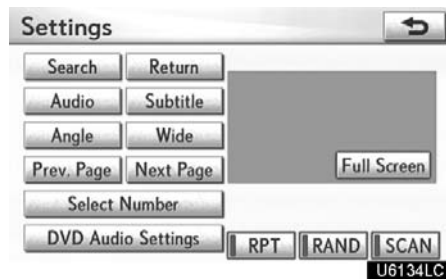 Settings
Search Return
Audio Subtitle
Angle Wide
Prev. Page Next Page Full Screen
Select Number
DVD Audio Settings RPT RAND SCAN
U6134LC